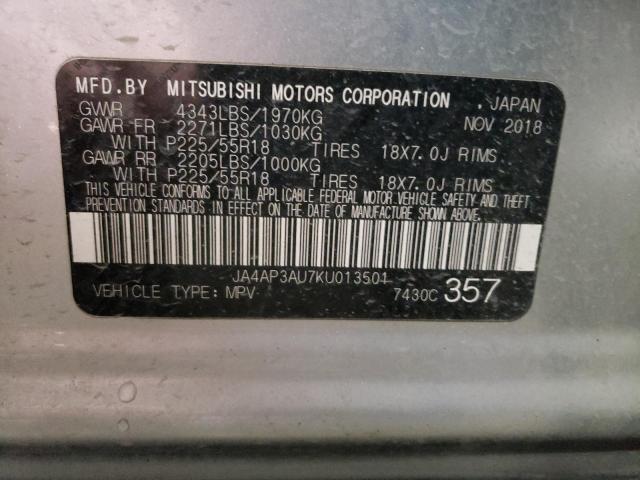 MFD.BY MITSUBISHI MOTORS CORPORATION . JAPAN
GVWR 4343LBS/1970KG NOV 2018
GAWR FR 2271LBS/1030KG
WITH P225/55R18 TIRES 18X7.0J RIMS
GAWR RR 2205LBS/1000KG
WITH P225/55R18 TIRES 18X7.0J RIMS
THIS VEHICLE CONFORMS TO ALL APPLICABLE FEDERAL MOTOR VEHICLE SAFETY AND THEFT
PREVENTION STANDARDS IN EFFECT ON THE DATE OF MANUFACTURE SHOWN ABOVE.
JA4AP3AU7KU013501
VEHICLE TYPE: MPV 7430C 357